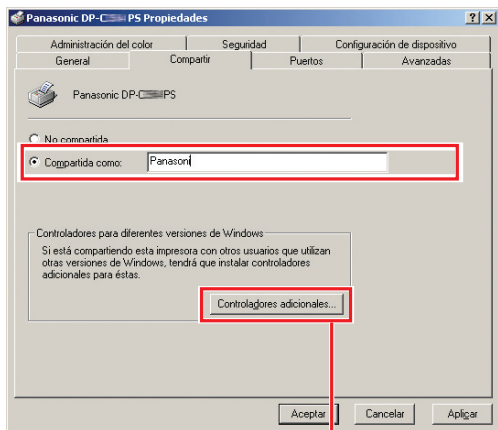 Panasonic DP-C PS Propiedades
Administración del color Seguridad Configuración de dispositivo
General Compartir Puertos Avanzadas
Panasonic DP-C PS
No compartida
Compartida como: Panasoni
Controladores para diferentes versiones de Windows
Si está compartiendo esta impresora con otros usuarios que utilizan
otras versiones de Windows, tendrá que instalar controladores
adicionales para éstas.
Controladores adicionales...
Aceptar Cancelar Aplicar